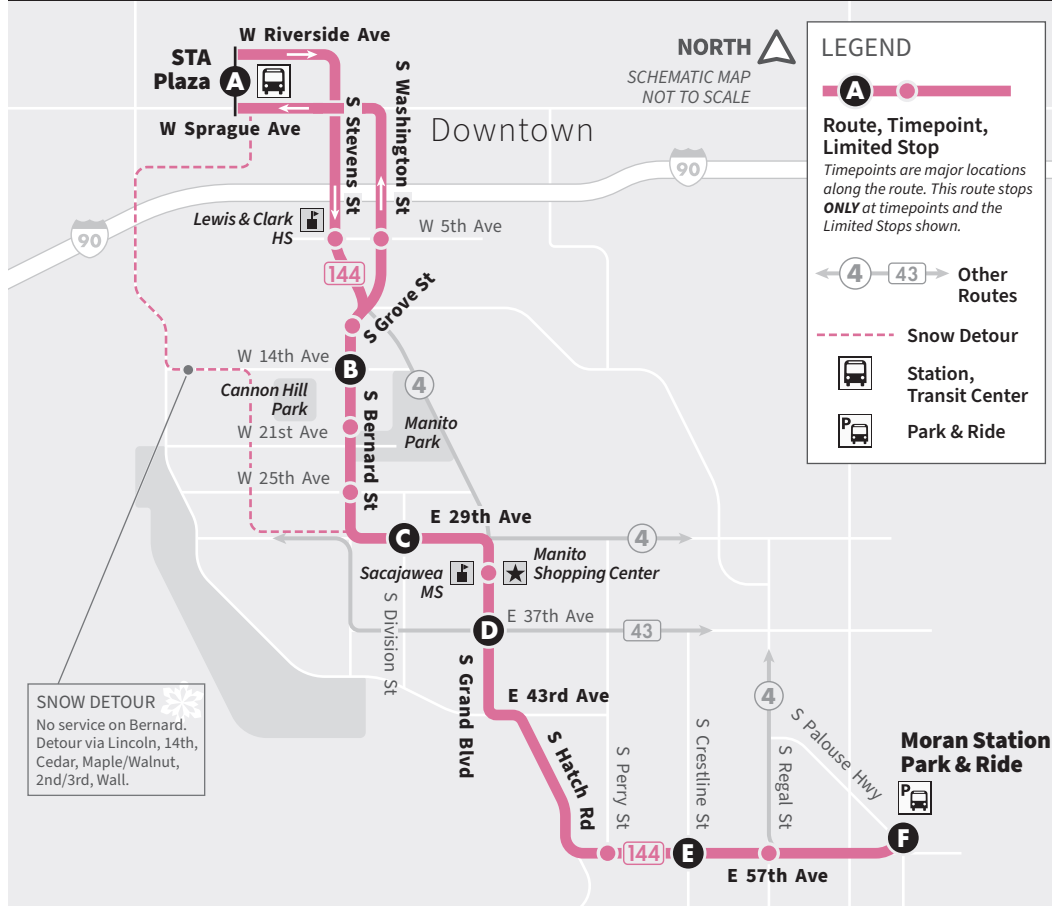 W Riverside Ave
STA
Plaza
A
W Sprague Ave
S Stevens St
S Washington St
Downtown
NORTH
SCHEMATIC MAP
NOT TO SCALE
LEGEND
A
Route, Timepoint,
Limited Stop
Timepoints are major locations
along the route. This route stops
ONLY at timepoints and the
Limited Stops shown.
4
43
Other
Routes
Snow Detour
Station,
Transit Center
P
Park & Ride
90
90
Lewis & Clark
HS
W 5th Ave
144
S Grove St
W 14th Ave
B
Cannon Hill
Park
4
S Bernard St
Manito
Park
W 21st Ave
W 25th Ave
E 29th Ave
C
4
Sacajawea
MS
Manito
Shopping Center
S Division St
D
E 37th Ave
43
S Grand Blvd
E 43rd Ave
S Hatch Rd
S Perry St
S Crestline St
4
S Regal St
S Palouse Hwy
Moran Station
Park & Ride
P
F
144
E
E 57th Ave
SNOW DETOUR
No service on Bernard.
Detour via Lincoln, 14th,
Cedar, Maple/Walnut,
2nd/3rd, Wall.